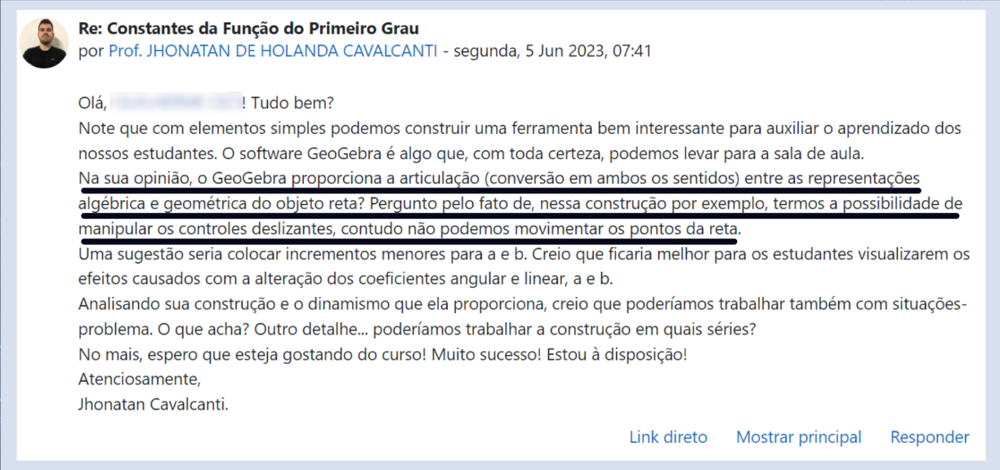 Re: Constantes da Função do Primeiro Grau
por Prof. JHONATAN DE HOLANDA CAVALCANTI - segunda, 5 Jun 2023, 07:41
Olá, ! Tudo bem?
Note que com elementos simples podemos construir uma ferramenta bem interessante para auxiliar o aprendizado dos
nossos estudantes. O software GeoGebra é algo que, com toda certeza, podemos levar para a sala de aula.
Na sua opinião, o GeoGebra proporciona a articulação (conversão em ambos os sentidos) entre as representações
algébrica e geométrica do objeto reta? Pergunto pelo fato de, nessa construção por exemplo, termos a possibilidade de
manipular os controles deslizantes, contudo não podemos movimentar os pontos da reta.
Uma sugestão seria colocar incrementos menores para a e b. Creio que ficaria melhor para os estudantes visualizarem os
efeitos causados com a alteração dos coeficientes angular e linear, a e b.
Analisando sua construção e o dinamismo que ela proporciona, creio que poderíamos trabalhar também com situações-
problema. O que acha? Outro detalhe... poderíamos trabalhar a construção em quais séries?
No mais, espero que esteja gostando do curso! Muito sucesso! Estou à disposição!
Atenciosamente,
Jhonatan Cavalcanti.
Link direto Mostrar principal Responder